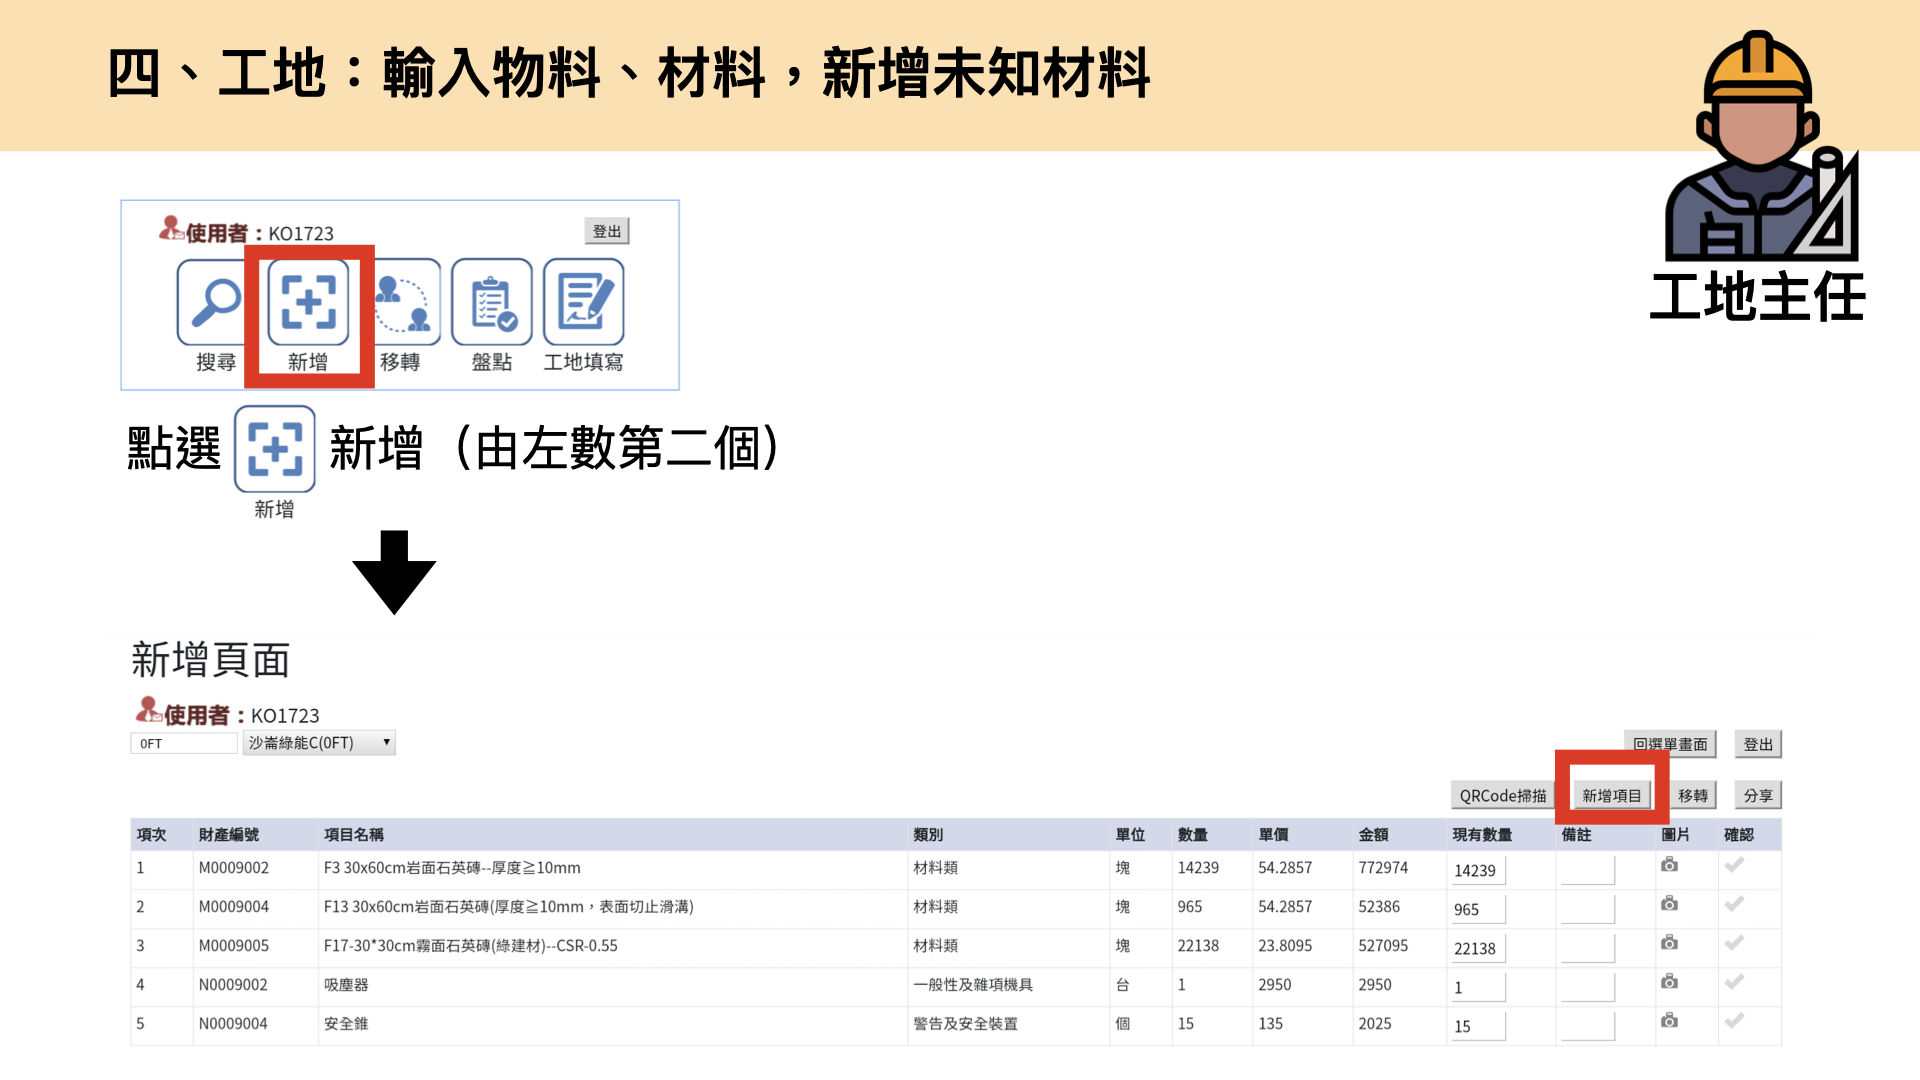 四、工地：輸入物料、材料，新增未知材料
工地主任
使用者：KO1723
登出
搜尋
新增
移轉
盤點
工地填寫
點選 新增（由左數第二個）
新增
新增頁面
使用者：KO1723
0FT 沙崙綠能C(0FT)
回選單畫面 登出
QRCode掃描 新增項目 移轉 分享
項次 財產編號 項目名稱 類別 單位 數量 單價 金額 現有數量 備註 圖片 確認
1 M0009002 F3 30x60cm岩面石英磚--厚度≧10mm 材料類 塊 14239 54.2857 772974 14239
2 M0009004 F13 30x60cm岩面石英磚(厚度≧10mm，表面切止滑溝) 材料類 塊 965 54.2857 52386 965
3 M0009005 F17-30*30cm霧面石英磚(綠建材)--CSR-0.55 材料類 塊 22138 23.8095 527095 22138
4 N0009002 吸塵器 一般性及雜項機具 台 1 2950 2950 1
5 N0009004 安全錐 警告及安全裝置 個 15 135 2025 15